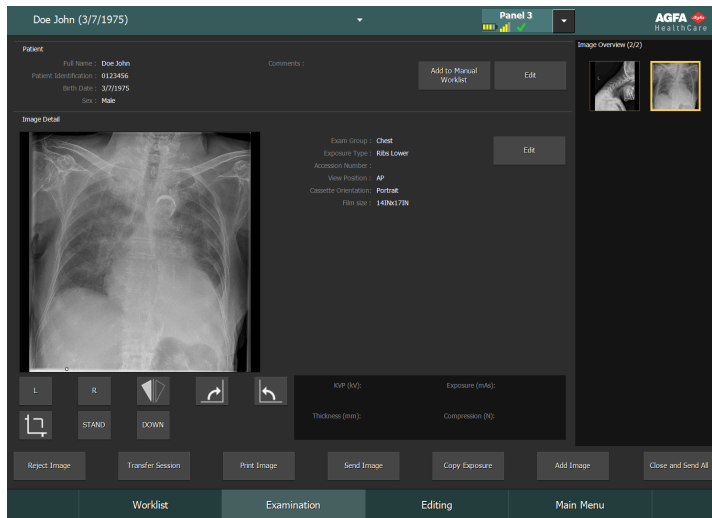 Doe John (3/7/1975)
Panel 3
AGFA
HealthCare
Patient
Full Name : Doe John
Patient Identification : 0123456
Birth Date : 3/7/1975
Sex : Male
Comments :
Add to Manual
Worklist
Edit
Image Overview (2/2)
L
Image Detail
Exam Group : Chest
Exposure Type : Ribs Lower
Accession Number :
View Position : AP
Cassette Orientation: Portrait
Film size : 14INx17IN
Edit
L
R
STAND
DOWN
KVP (kV):
Exposure (mAs):
Thickness (mm):
Compression (N):
Reject Image
Transfer Session
Print Image
Send Image
Copy Exposure
Add Image
Close and Send All
Worklist
Examination
Editing
Main Menu